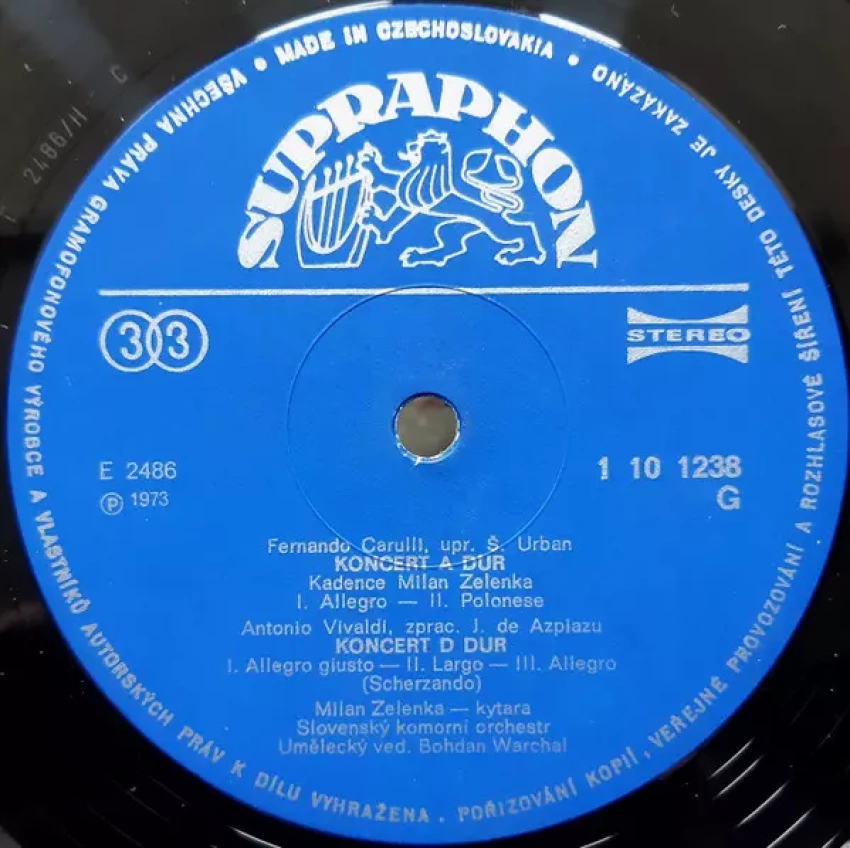 • MADE IN CZECHOSLOVAKIA •
VŠECHNA PRÁVA GRAMOFONOVÉHO VÝROBCE A VLASTNÍKŮ AUTORSKÝCH PRÁV K DÍLU VYHRAŽENA. POŘIZOVÁNÍ KOPIÍ, VEŘEJNÉ PROVOZOVÁNÍ A ROZHLASOVÉ ŠÍŘENÍ TÉTO DESKY JE ZAKÁZÁNO
SUPRAPHON
33
STEREO
E 2486
℗ 1973
1 10 1238
G
Fernando Carulli, upr. Š. Urban
KONCERT A DUR
Kadence Milan Zelenka
I. Allegro — II. Polonese
Antonio Vivaldi, zprac. J. de Azpiazu
KONCERT D DUR
I. Allegro giusto — II. Largo — III. Allegro
(Scherzando)
Milan Zelenka — kytara
Slovenský komorní orchestr
Umělecký ved. Bohdan Warchal
2486/H